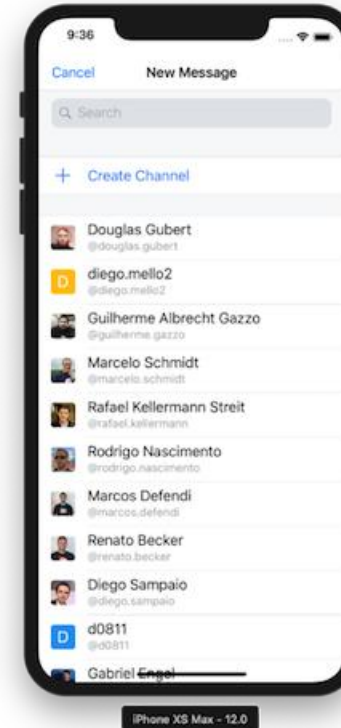 9:36
Cancel New Message
Search
+ Create Channel
Douglas Gubert
@douglas.gubert
D diego.mello2
@diego.mello2
Guilherme Albrecht Gazzo
@guilherme.gazzo
Marcelo Schmidt
@marcelo.schmidt
Rafael Kellermann Streit
@rafael.kellermann
Rodrigo Nascimento
@rodrigo.nascimento
Marcos Defendi
@marcos.defendi
Renato Becker
@renato.becker
Diego Sampaio
@diego.sampaio
D d0811
@d0811
Gabriel Engel
iPhone XS Max - 12.0